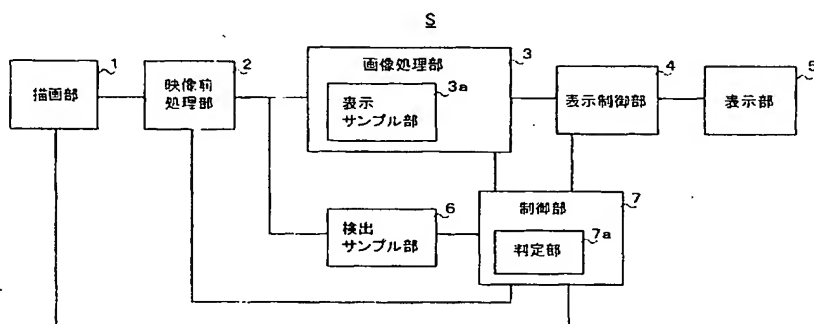 S
1
描画部
2
映像前
処理部
3
画像処理部
3a
表示
サンプル部
4
表示制御部
5
表示部
6
検出
サンプル部
7
制御部
7a
判定部